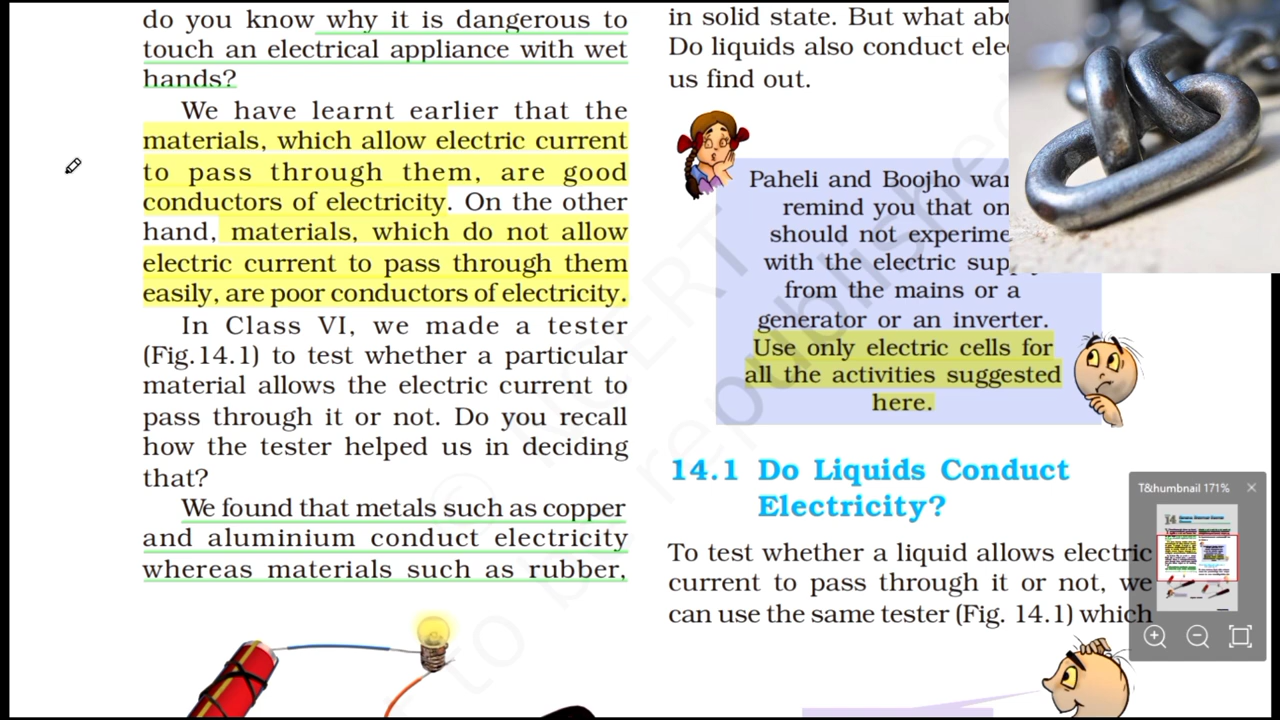 do you know why it is dangerous to
touch an electrical appliance with wet
hands?
We have learnt earlier that the
materials, which allow electric current
to pass through them, are good
conductors of electricity. On the other
hand, materials, which do not allow
electric current to pass through them
easily, are poor conductors of electricity.
In Class VI, we made a tester
(Fig.14.1) to test whether a particular
material allows the electric current to
pass through it or not. Do you recall
how the tester helped us in deciding
that?
We found that metals such as copper
and aluminium conduct electricity
whereas materials such rubber,
in solid state. But what
Do liquids also conduct
us find out.
Paheli and Boojho
remind you that
should not
with the electric
from the mains or a
generator or an inverter.
Use only electric cells for
all the activities suggested
here.
14.1 Do Liquids Conduct
Electricity?
To test whether a liquid allows electric
current to pass through it or not, we
can use the same tester (Fig. 14.1) which
T&humbnail 171%
© NCERT
republished